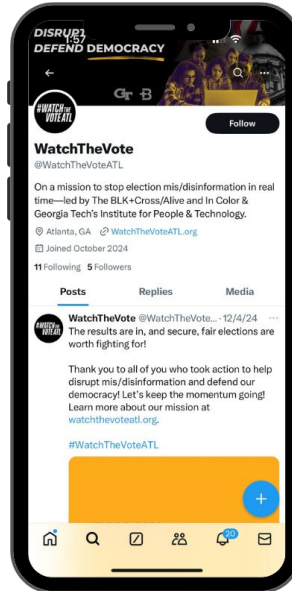 DISRUPT
1:57
DEFEND DEMOCRACY
GT B
#WATCHTHE
VOTEATL
Follow
WatchTheVote
@WatchTheVoteATL
On a mission to stop election mis/disinformation in real
time—led by The BLK+Cross/Alive and In Color &
Georgia Tech's Institute for People & Technology.
Atlanta, GA WatchTheVoteATL.org
Joined October 2024
11 Following 5 Followers
Posts Replies Media
#WATCHTHE
VOTEATL
WatchTheVote @WatchTheVote... · 12/4/24 ...
The results are in, and secure, fair elections are
worth fighting for!
Thank you to all of you who took action to help
disrupt mis/disinformation and defend our
democracy! Let's keep the momentum going!
Learn more about our mission at
watchthevoteatl.org.
#WatchTheVoteATL
20